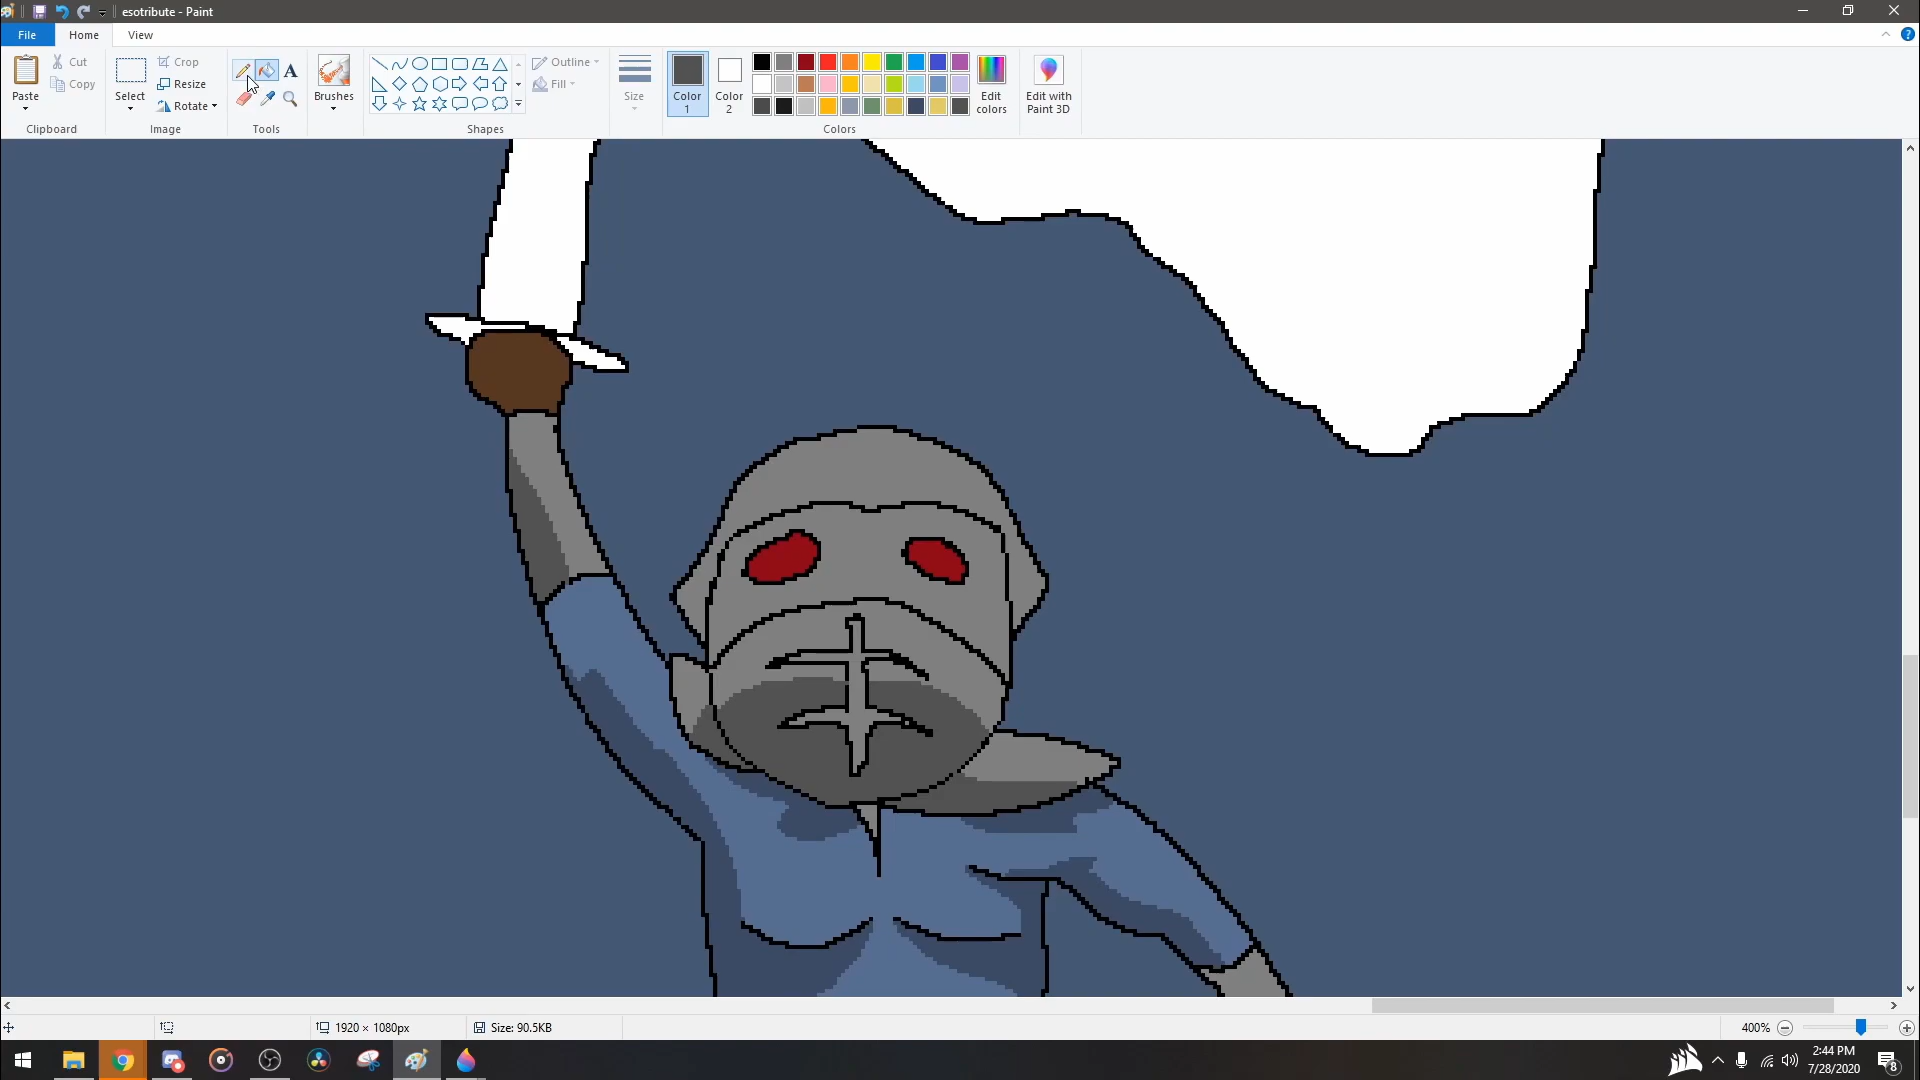 esotribute - Paint
File
Home
View
Paste
Cut
Copy
Clipboard
Select
Crop
Resize
Rotate
Image
A
Tools
Brushes
Shapes
Outline
Fill
Size
Color
1
Color
2
Colors
Edit
colors
Edit with
Paint 3D
1920 × 1080px
Size: 90.5KB
400%
2:44 PM
7/28/2020
8